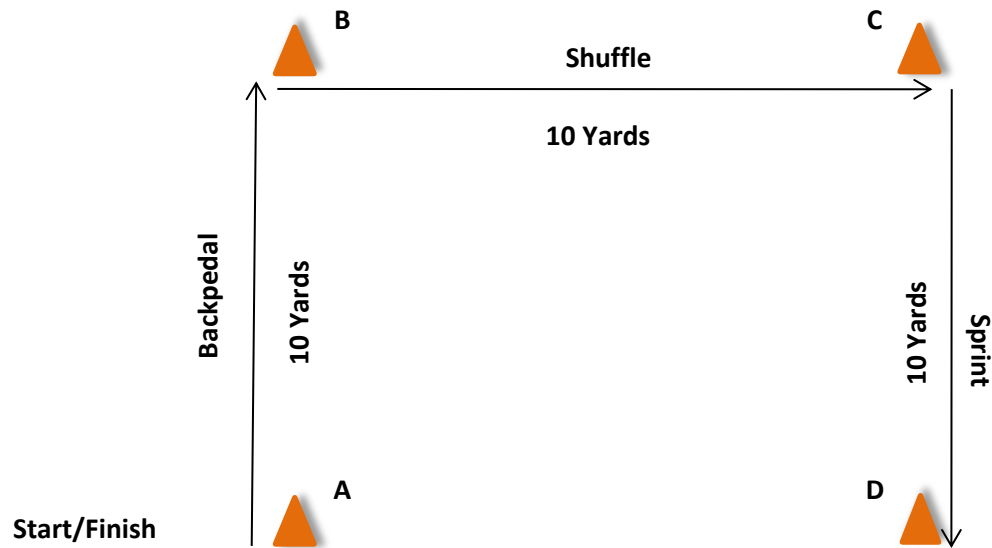 B
C
Shuffle
10 Yards
Backpedal
10 Yards
10 Yards
Sprint
A
D
Start/Finish